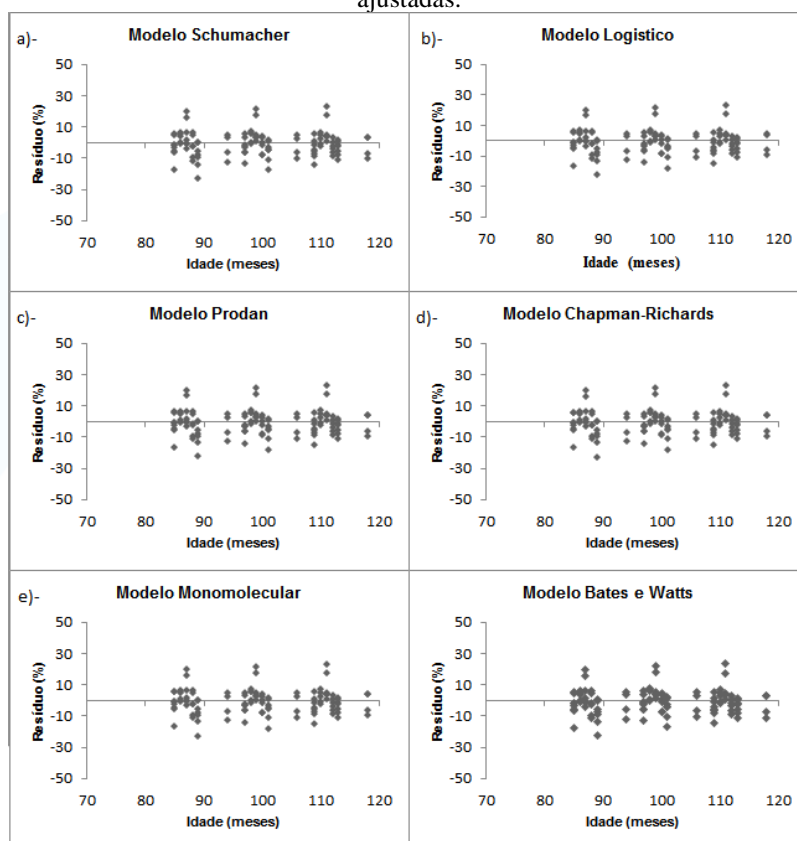 ajustadas.
a)-
Modelo Schumacher
50
30
10
-10
-30
-50
Resíduo (%)
70 80 90 100 110 120
Idade (meses)
b)-
Modelo Logistico
50
30
10
-10
-30
-50
Resíduo (%)
70 80 90 100 110 120
Idade (meses)
c)-
Modelo Prodan
50
30
10
-10
-30
-50
Resíduo (%)
70 80 90 100 110 120
Idade (meses)
d)-
Modelo Chapman-Richards
50
30
10
-10
-30
-50
Resíduo (%)
70 80 90 100 110 120
Idade (meses)
e)-
Modelo Monomolecular
50
30
10
-10
-30
-50
Resíduo (%)
70 80 90 100 110 120
Idade (meses)
Modelo Bates e Watts
50
30
10
-10
-30
-50
Resíduo (%)
70 80 90 100 110 120
Idade (meses)